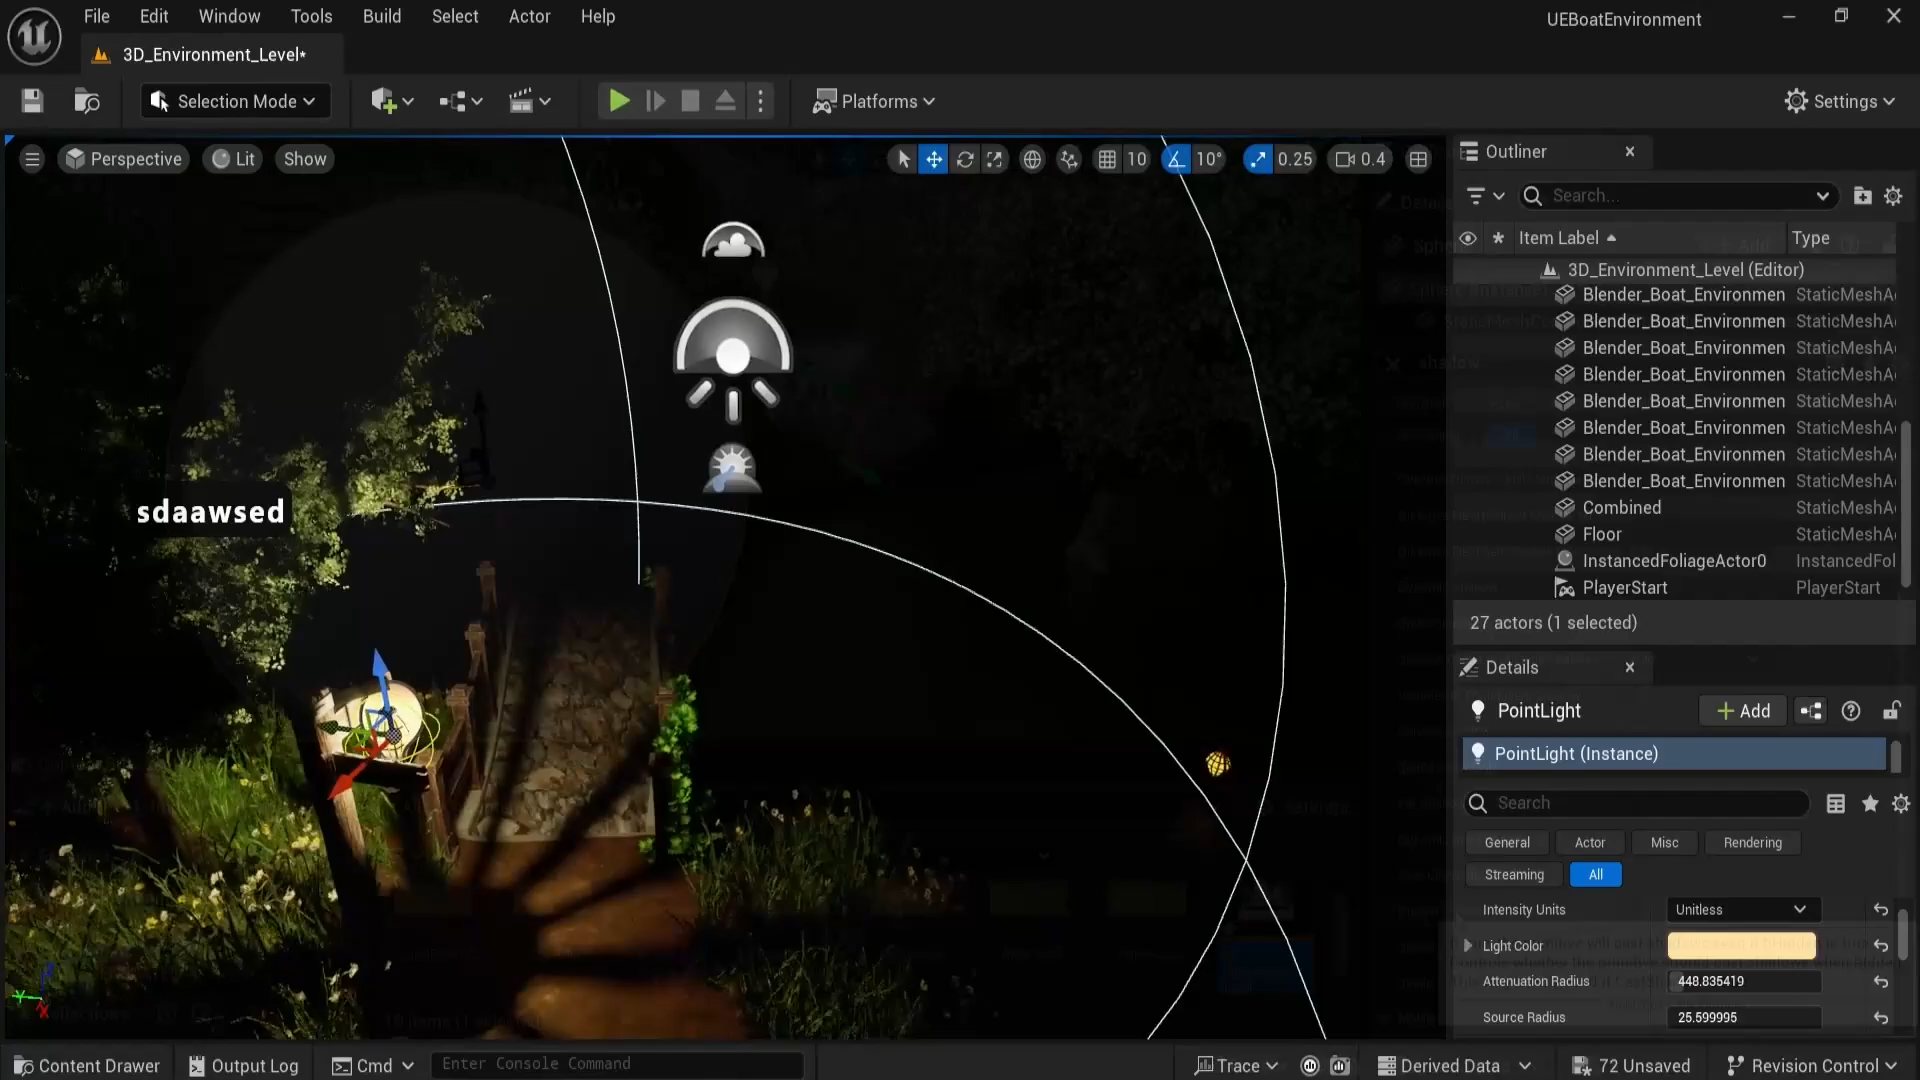 File Edit Window Tools Build Select Actor Help
UEBoatEnvironment
3D_Environment_Level*
Selection Mode
Platforms
Settings
Perspective Lit Show
10 10° 0.25 0.4
Outliner
Search...
Item Label Type
3D_Environment_Level (Editor)
Blender_Boat_Environmen StaticMeshA
Blender_Boat_Environmen StaticMeshA
Blender_Boat_Environmen StaticMeshA
Blender_Boat_Environmen StaticMeshA
Blender_Boat_Environmen StaticMeshA
Blender_Boat_Environmen StaticMeshA
Blender_Boat_Environmen StaticMeshA
Blender_Boat_Environmen StaticMeshA
Combined StaticMeshA
Floor StaticMeshA
InstancedFoliageActor0 InstancedFol
PlayerStart PlayerStart
27 actors (1 selected)
sdaawsed
Details
PointLight
Add
PointLight (Instance)
Search
General Actor Misc Rendering
Streaming All
Intensity Units Unitless
Light Color
Attenuation Radius 448.835419
Source Radius 25.599995
Content Drawer Output Log Cmd Enter Console Command Trace Derived Data 72 Unsaved Revision Control